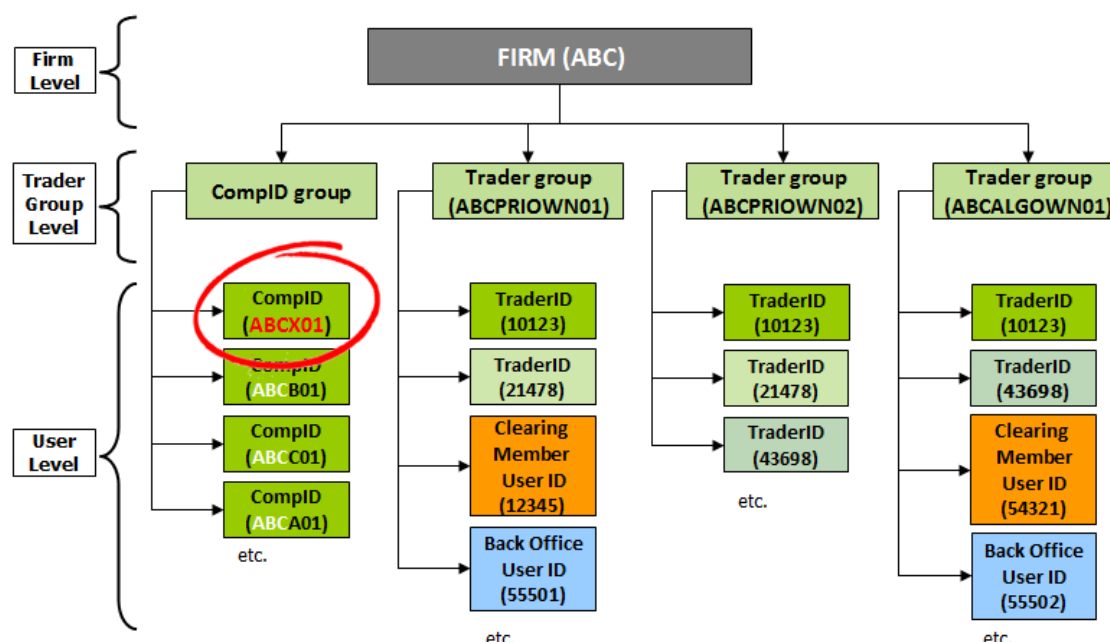 Firm
Level
FIRM (ABC)
Trader
Group
Level
CompID group
Trader group
(ABCPRIOWN01)
Trader group
(ABCPRIOWN02)
Trader group
(ABCALGOWN01)
User
Level
CompID
(ABCX01)
CompID
(ABCB01)
CompID
(ABCC01)
CompID
(ABCA01)
etc.
TraderID
(10123)
TraderID
(21478)
Clearing
Member
User ID
(12345)
Back Office
User ID
(55501)
etc
TraderID
(10123)
TraderID
(21478)
TraderID
(43698)
etc.
TraderID
(10123)
TraderID
(43698)
Clearing
Member
User ID
(54321)
Back Office
User ID
(55502)
etc